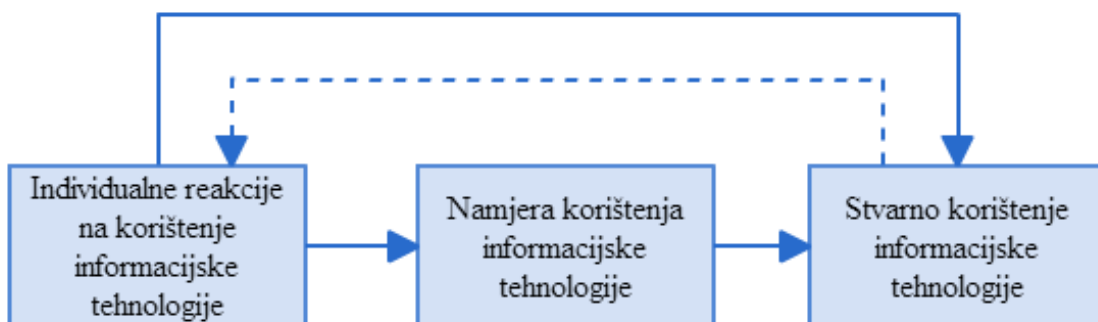 Individualne reakcije
na korištenje
informacijske
tehnologije
Namjera korištenja
informacijske
tehnologije
Stvarno korištenje
informacijske
tehnologije